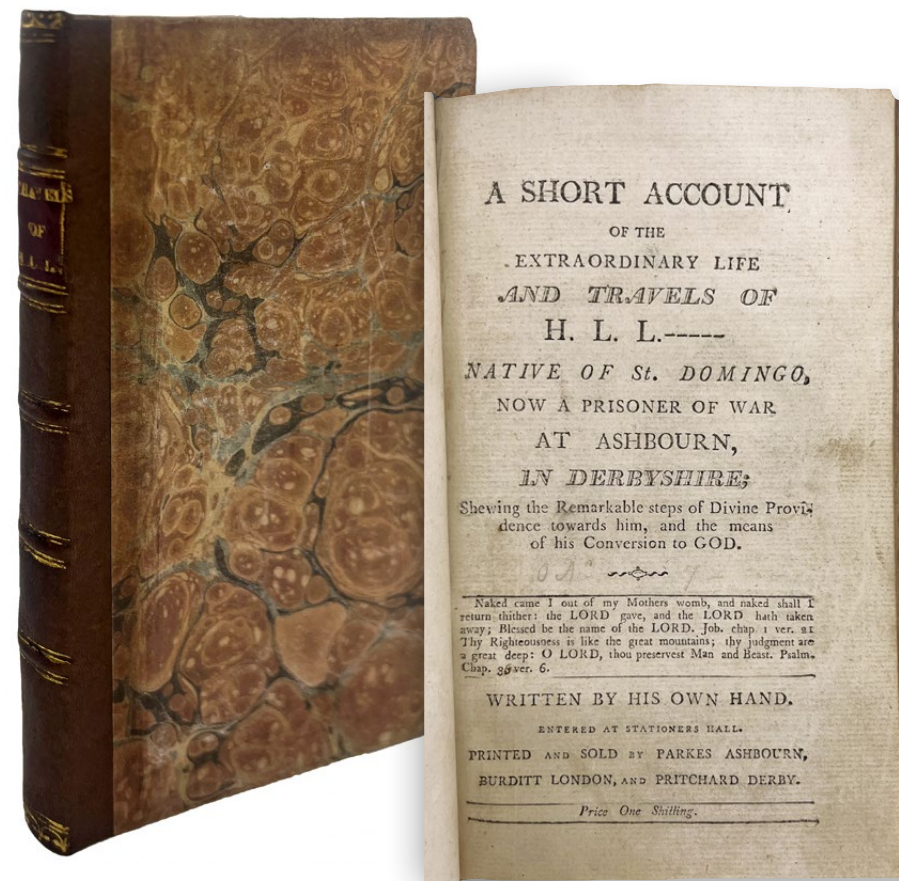 OF
A SHORT ACCOUNT
OF THE
EXTRAORDINARY LIFE
AND TRAVELS OF
H. L. L.-----
NATIVE OF St. DOMINGO,
NOW A PRISONER OF WAR
AT ASHBOURN,
IN DERBYSHIRE;
Shewing the Remarkable steps of Divine Provi-
dence towards him, and the means
of his Conversion to GOD.
Naked came I out of my Mothers womb, and naked shall I
return thither: the LORD gave, and the LORD hath taken
away; Blessed be the name of the LORD. Job. chap. 1 ver. 21
Thy Righteousness is like the great mountains; thy judgment are
a great deep: O LORD, thou preservest Man and Beast. Psalm.
Chap. 36 ver. 6.
WRITTEN BY HIS OWN HAND.
ENTERED AT STATIONERS HALL.
PRINTED AND SOLD BY PARKES ASHBOURN,
BURDITT LONDON, AND PRITCHARD DERBY.
Price One Shilling.